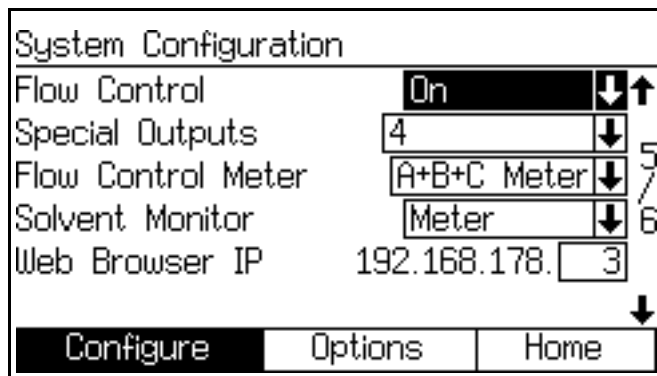 System Configuration
Flow Control On
Special Outputs 4
Flow Control Meter A+B+C Meter
Solvent Monitor Meter
Web Browser IP 192.168.178. 3
5/6
Configure Options Home